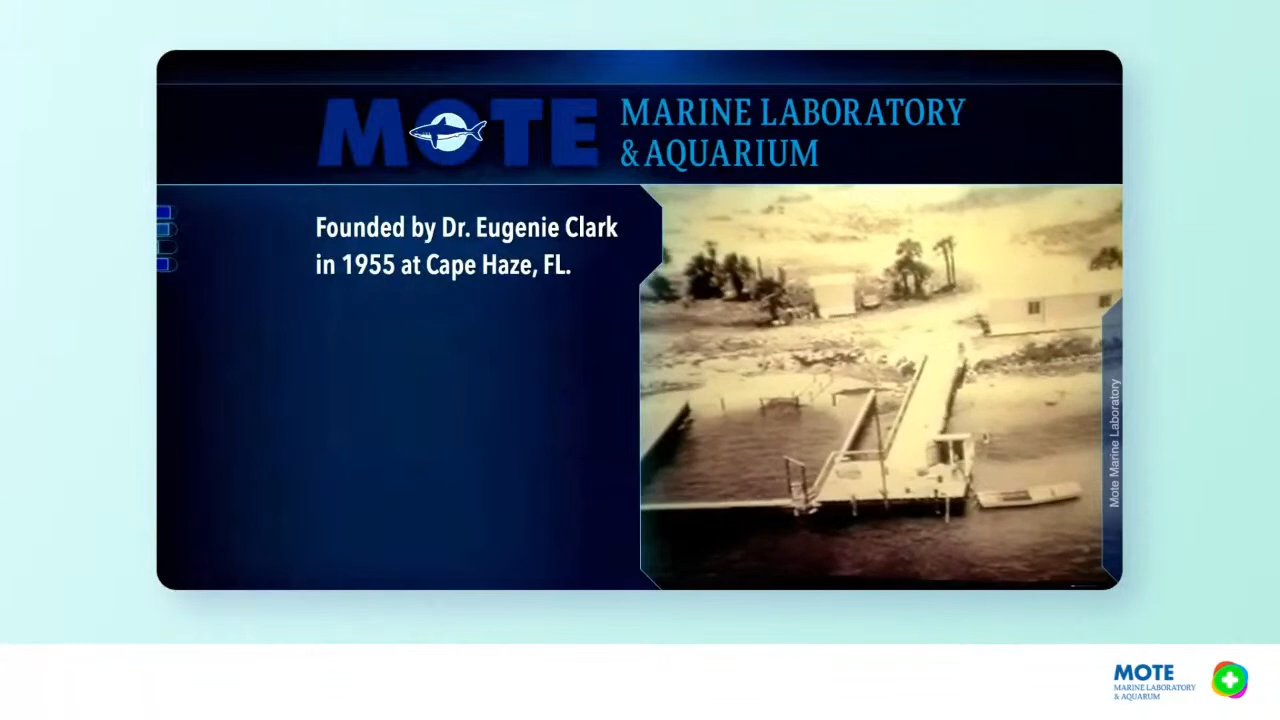 MOTE
MARINE LABORATORY
& AQUARIUM
Founded by Dr. Eugenie Clark
in 1955 at Cape Haze, FL.
Mote Marine Laboratory
MOTE
MARINE LABORATORY
& AQUARIUM